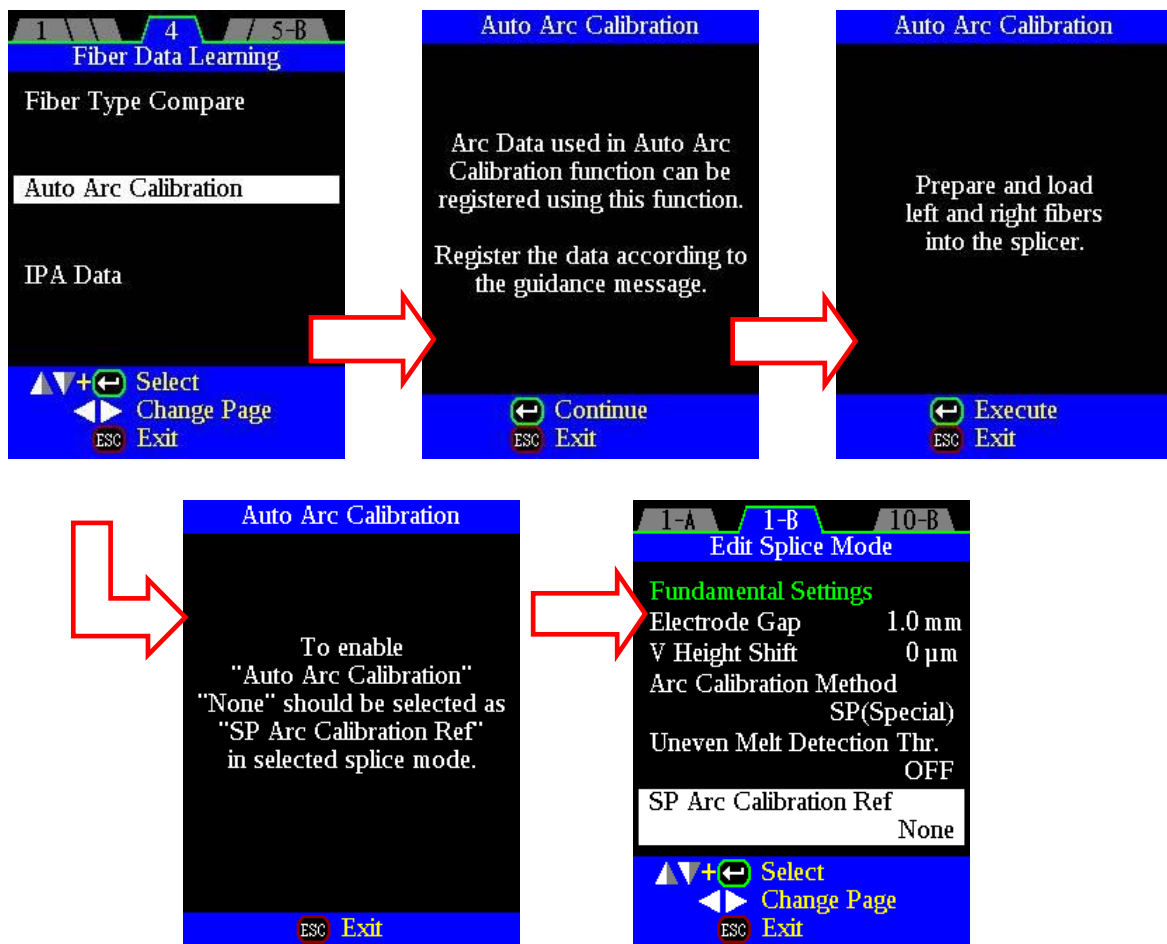 1 4 5-B
Fiber Data Learning
Fiber Type Compare
Auto Arc Calibration
IPA Data
+ Select
Change Page
ESC Exit
Auto Arc Calibration
Arc Data used in Auto Arc
Calibration function can be
registered using this function.
Register the data according to
the guidance message.
Continue
ESC Exit
Auto Arc Calibration
Prepare and load
left and right fibers
into the splicer.
Execute
ESC Exit
Auto Arc Calibration
To enable
"Auto Arc Calibration"
"None" should be selected as
"SP Arc Calibration Ref"
in selected splice mode.
ESC Exit
1-A 1-B 10-B
Edit Splice Mode
Fundamental Settings
Electrode Gap 1.0 mm
V Height Shift 0 µm
Arc Calibration Method
SP(Special)
Uneven Melt Detection Thr.
OFF
SP Arc Calibration Ref
None
+ Select
Change Page
ESC Exit